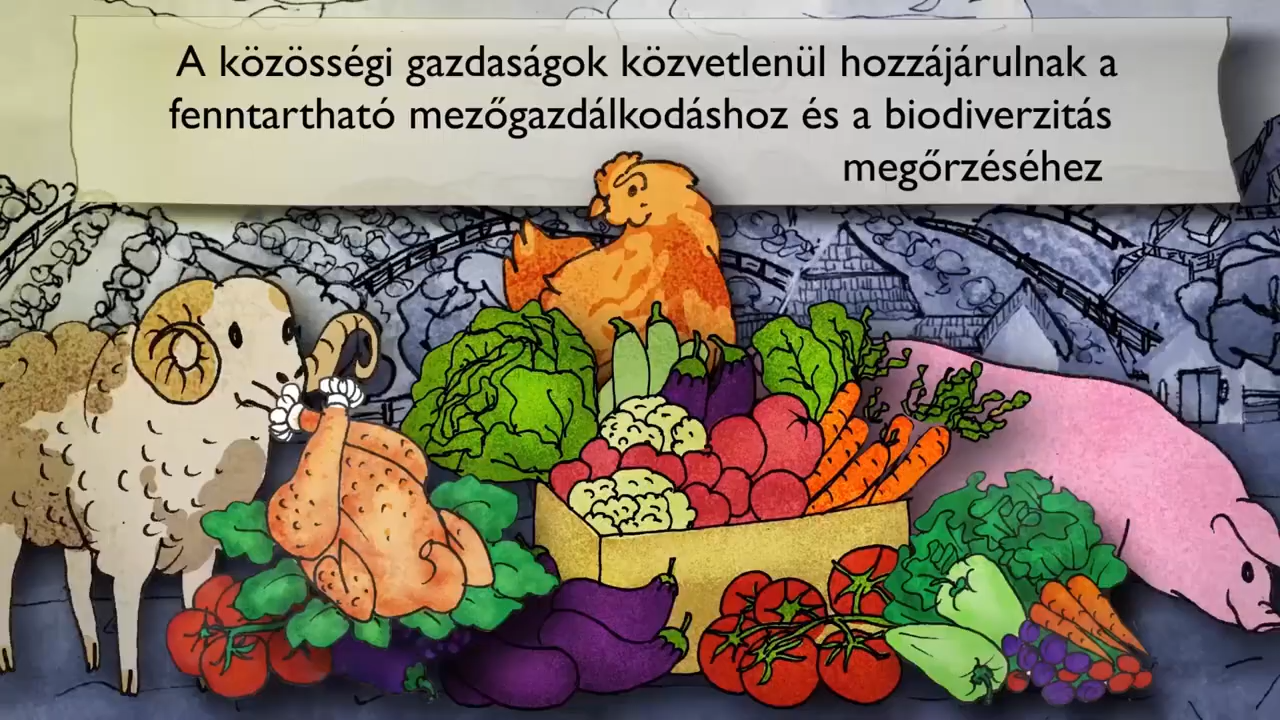 A közösségi gazdaságok közvetlenül hozzájárulnak a
fenntartható mezőgazdálkodáshoz és a biodiverzitás
megőrzéséhez